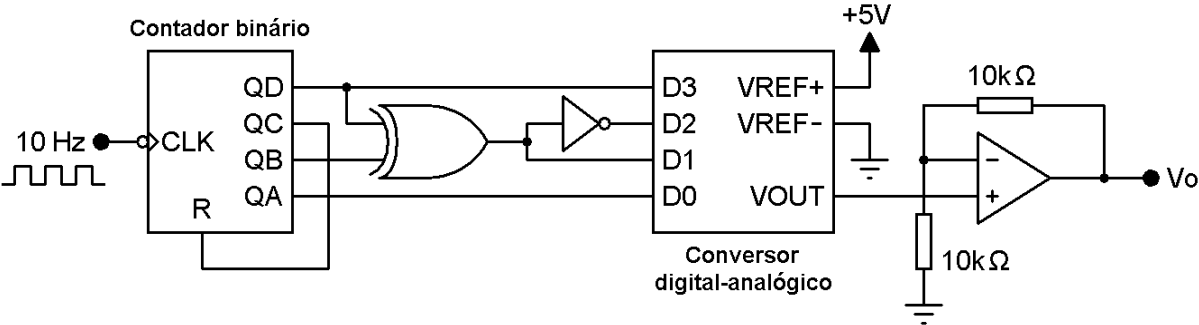 Contador binário
10 Hz
CLK
QD
QC
QB
QA
R
D3
D2
D1
D0
VREF+
VREF-
VOUT
Conversor
digital-analógico
+5V
10kΩ
-
+
10kΩ
Vo